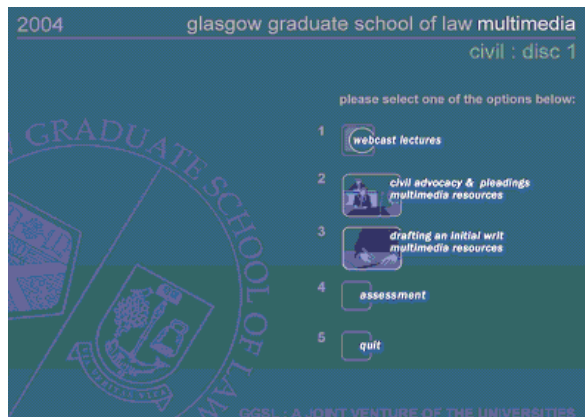 2004
glasgow graduate school of law multimedia
civil : disc 1
please select one of the options below:
1
webcast lectures
2
civil advocacy & pleadings
multimedia resources
3
drafting an initial writ
multimedia resources
4
assessment
5
quit
GRADUATE SCHOOL OF LAW
GGSL : A JOINT VENTURE OF THE UNIVERSITIES